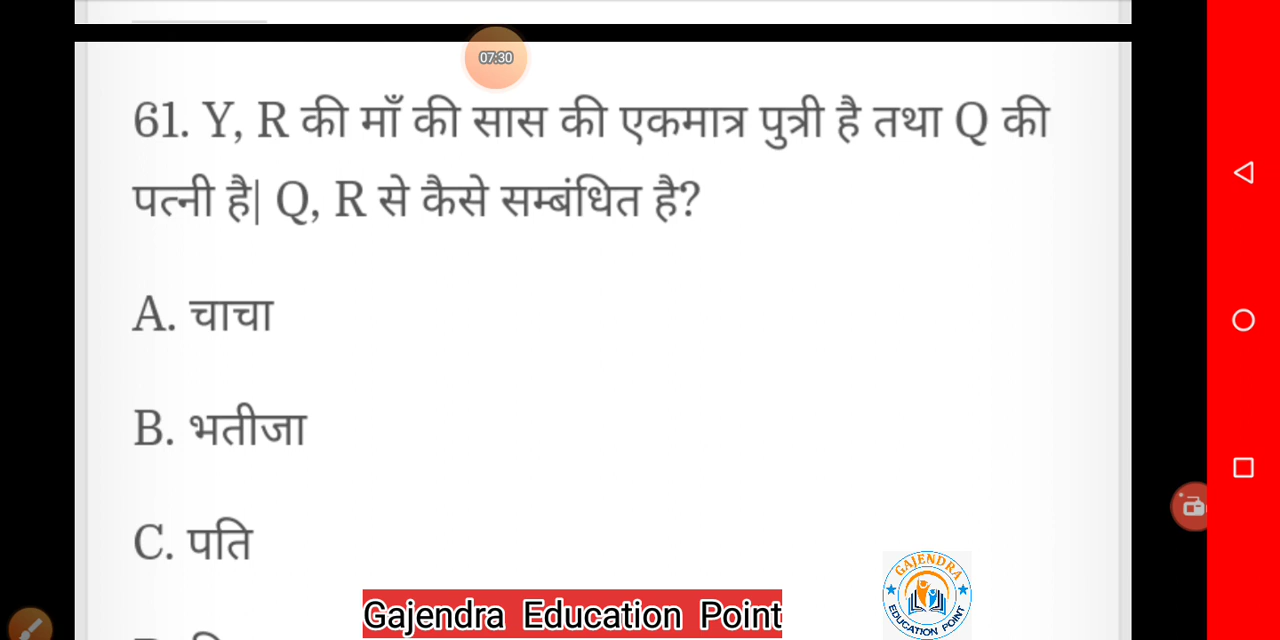 07:30
61. Y, R की माँ की सास की एकमात्र पुत्री है तथा Q की
पत्नी है| Q, R से कैसे सम्बंधित है?
A. चाचा
B. भतीजा
C. पति
Gajendra Education Point
GAJENDRA
EDUCATION POINT